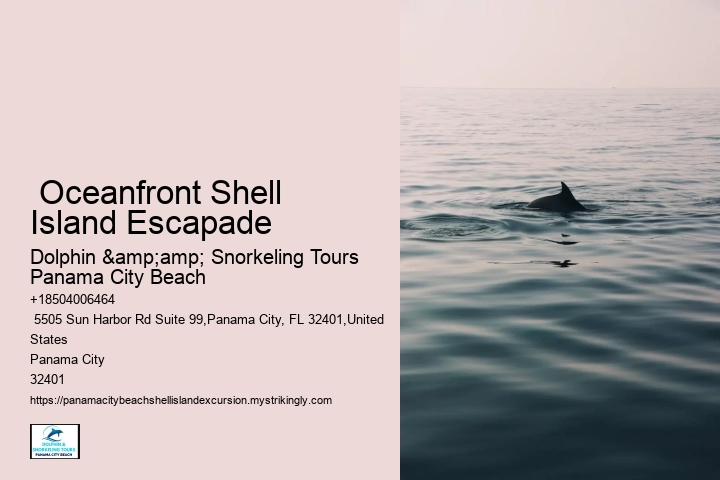 Oceanfront Shell
Island Escapade
Dolphin &amp;amp; Snorkeling Tours
Panama City Beach
+18504006464
5505 Sun Harbor Rd Suite 99,Panama City, FL 32401,United
States
Panama City
32401
https://panamacitybeachshellislandexcursion.mystrikingly.com
DOLPHIN &
SNORKELING TOURS
PANAMA CITY BEACH